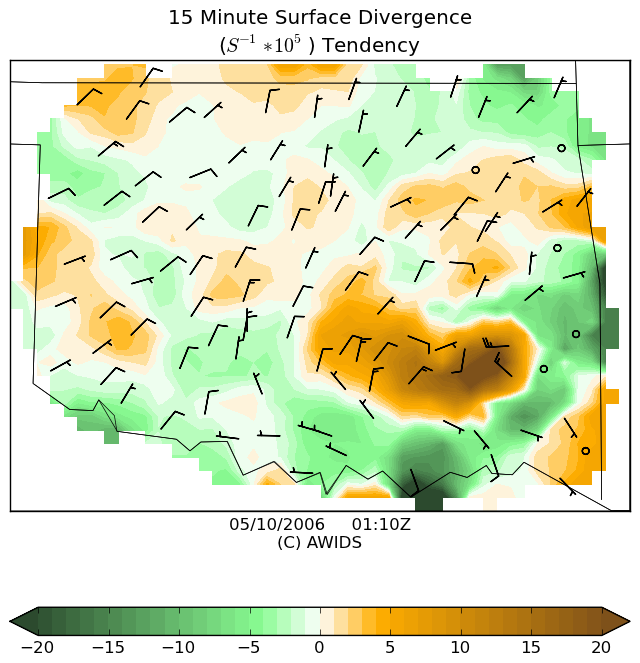 15 Minute Surface Divergence
(S⁻¹ *10⁵ ) Tendency
05/10/2006 01:10Z
(C) AWIDS
−20 −15 −10 −5 0 5 10 15 20